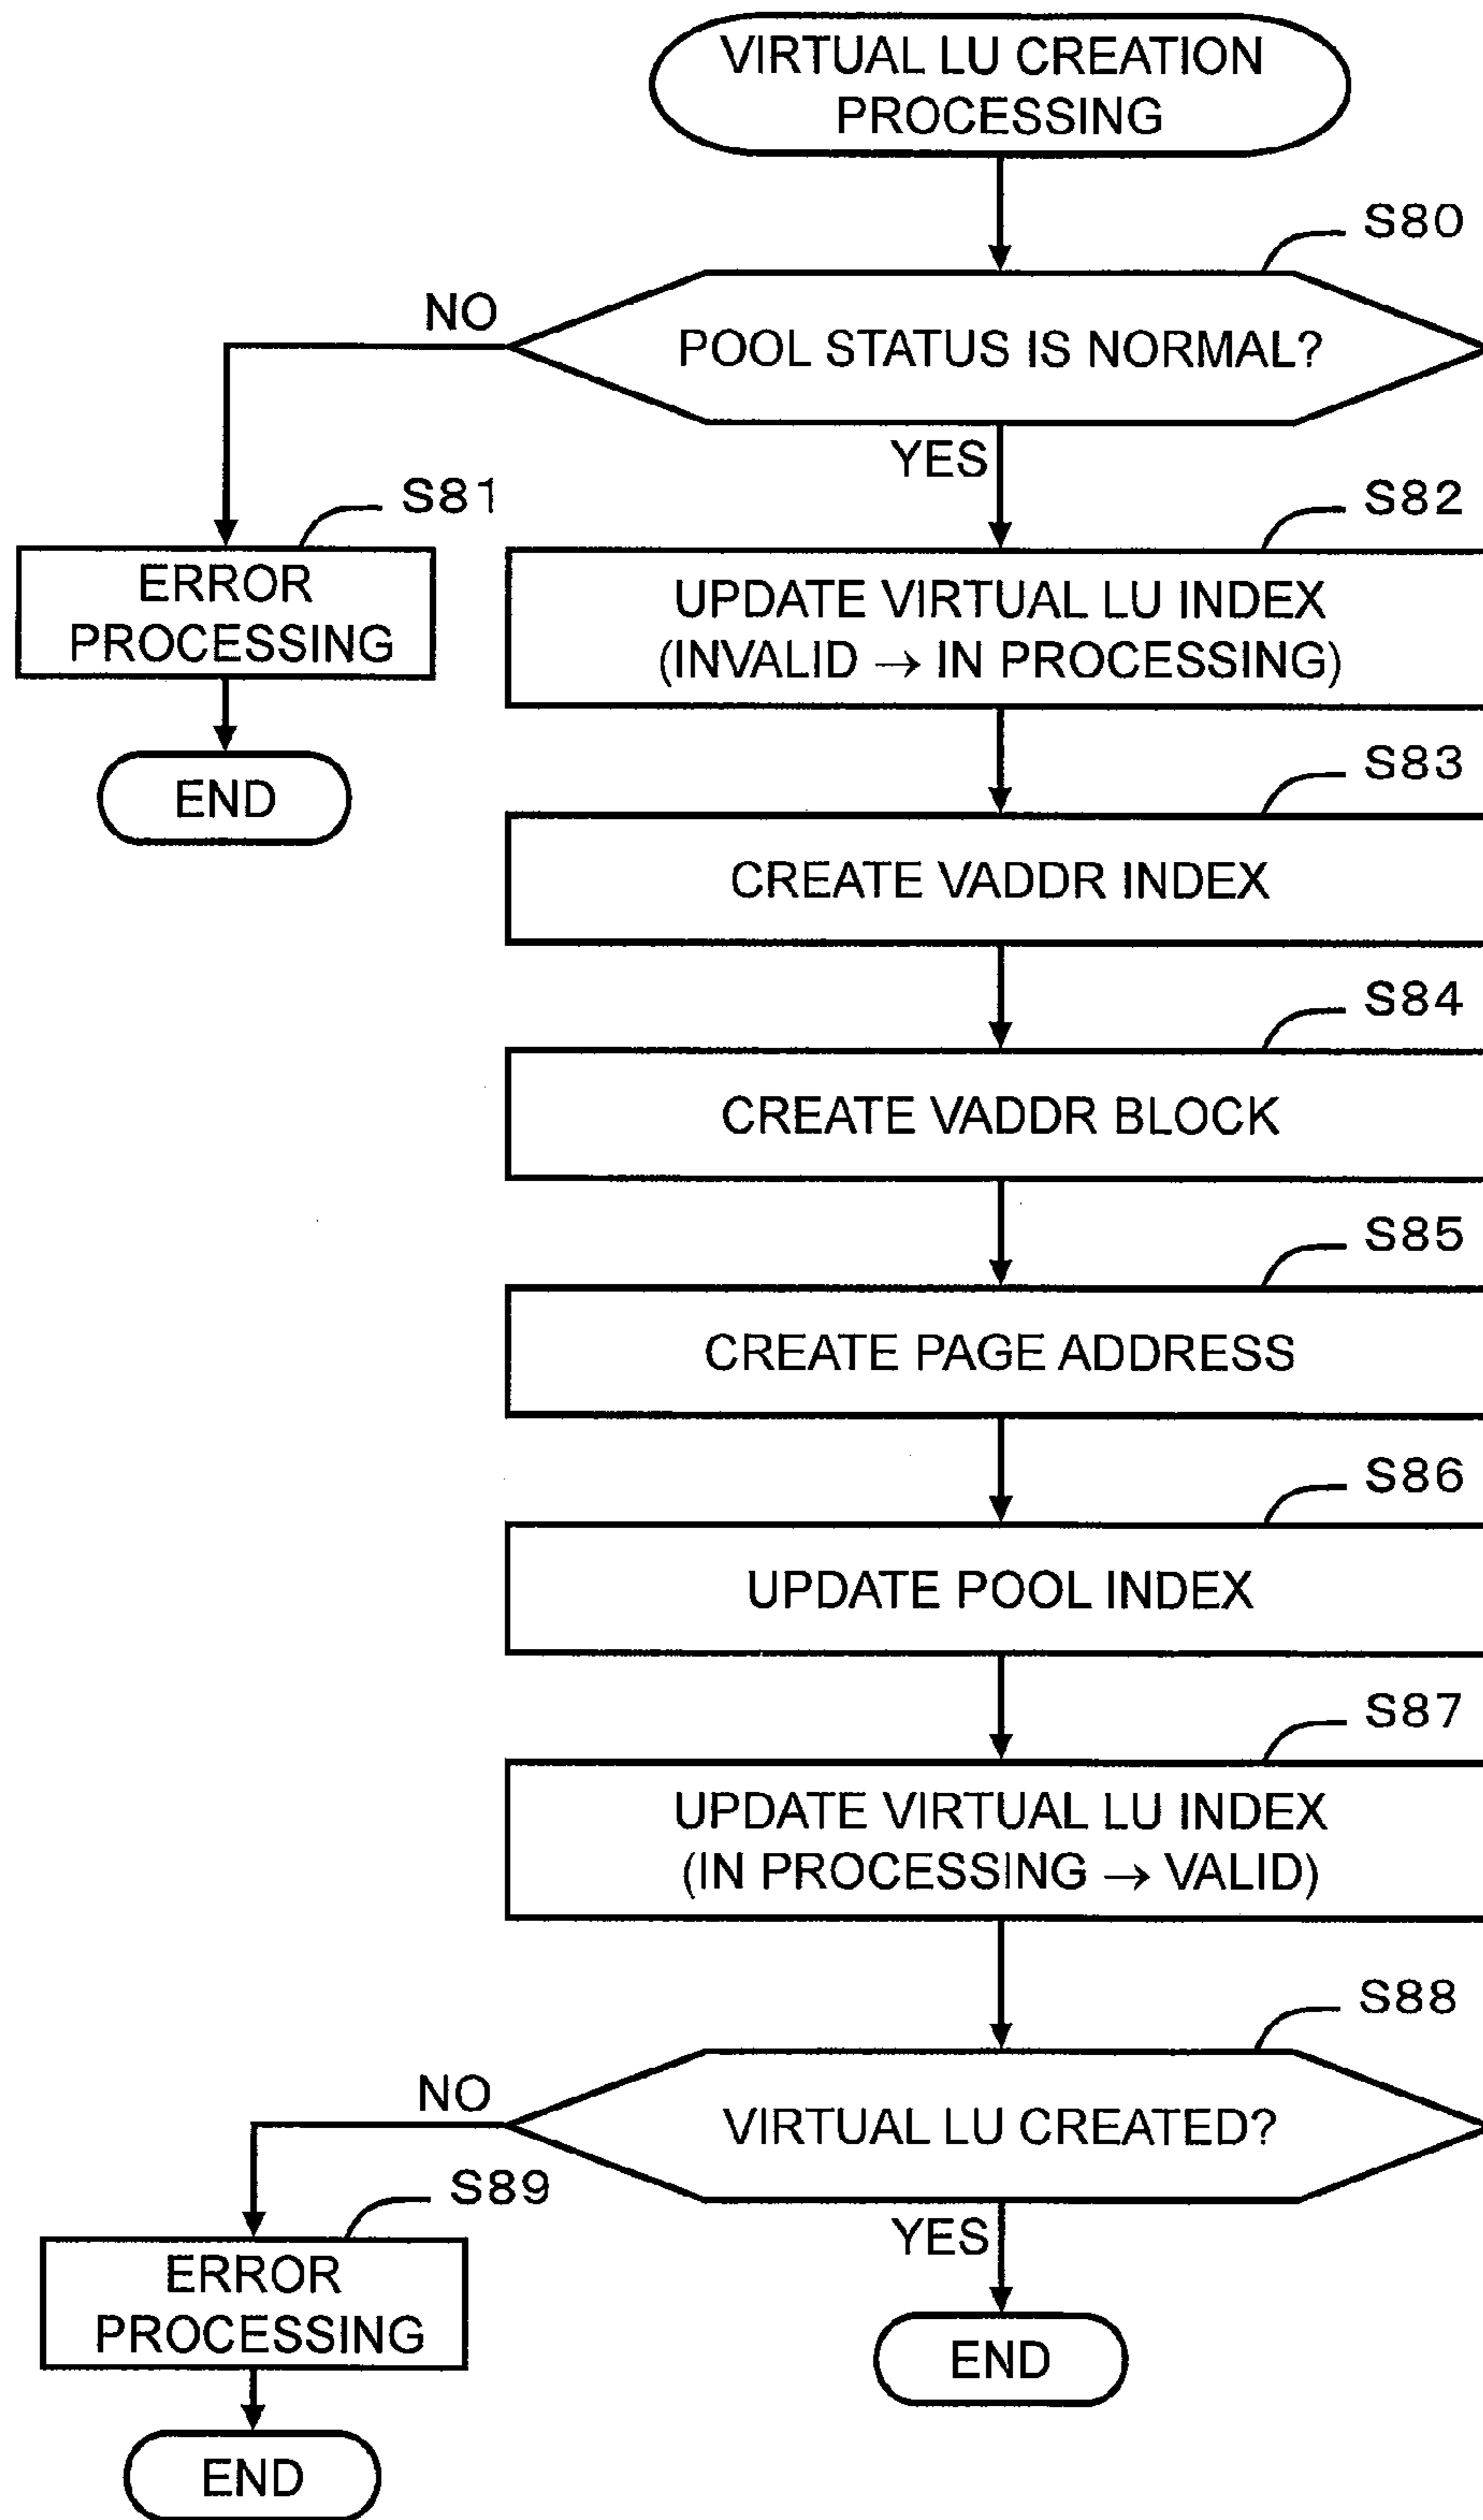 VIRTUAL LU CREATION
PROCESSING
S80
NO
POOL STATUS IS NORMAL?
YES
S81
S82
ERROR
PROCESSING
UPDATE VIRTUAL LU INDEX
(INVALID → IN PROCESSING)
END
S83
CREATE VADDR INDEX
S84
CREATE VADDR BLOCK
S85
CREATE PAGE ADDRESS
S86
UPDATE POOL INDEX
S87
UPDATE VIRTUAL LU INDEX
(IN PROCESSING → VALID)
S88
NO
VIRTUAL LU CREATED?
S89
YES
ERROR
PROCESSING
END
END